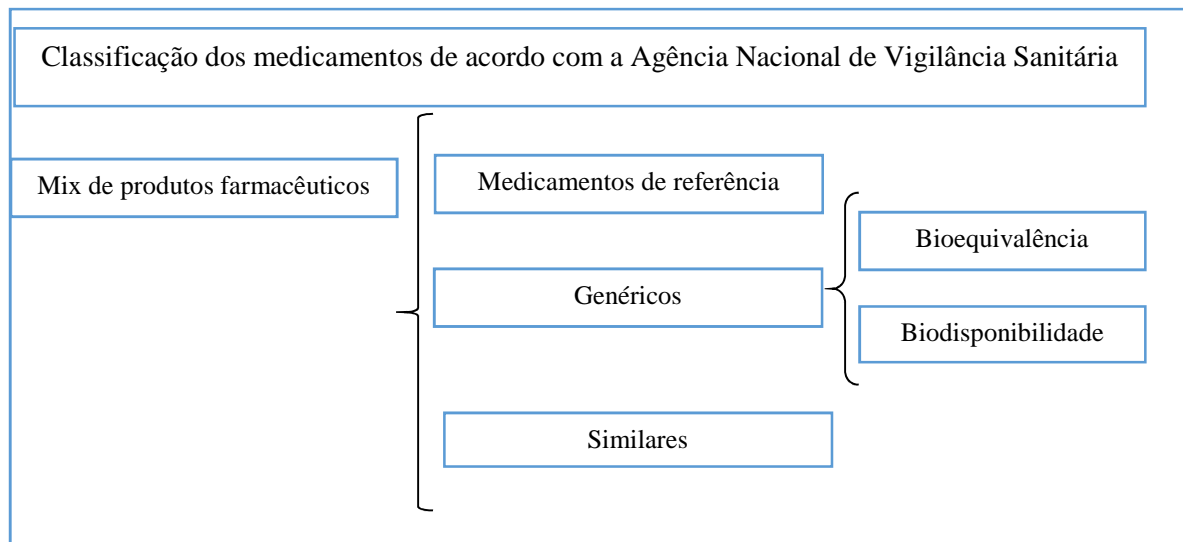 Classificação dos medicamentos de acordo com a Agência Nacional de Vigilância Sanitária
Mix de produtos farmacêuticos
Medicamentos de referência
Genéricos
Bioequivalência
Biodisponibilidade
Similares